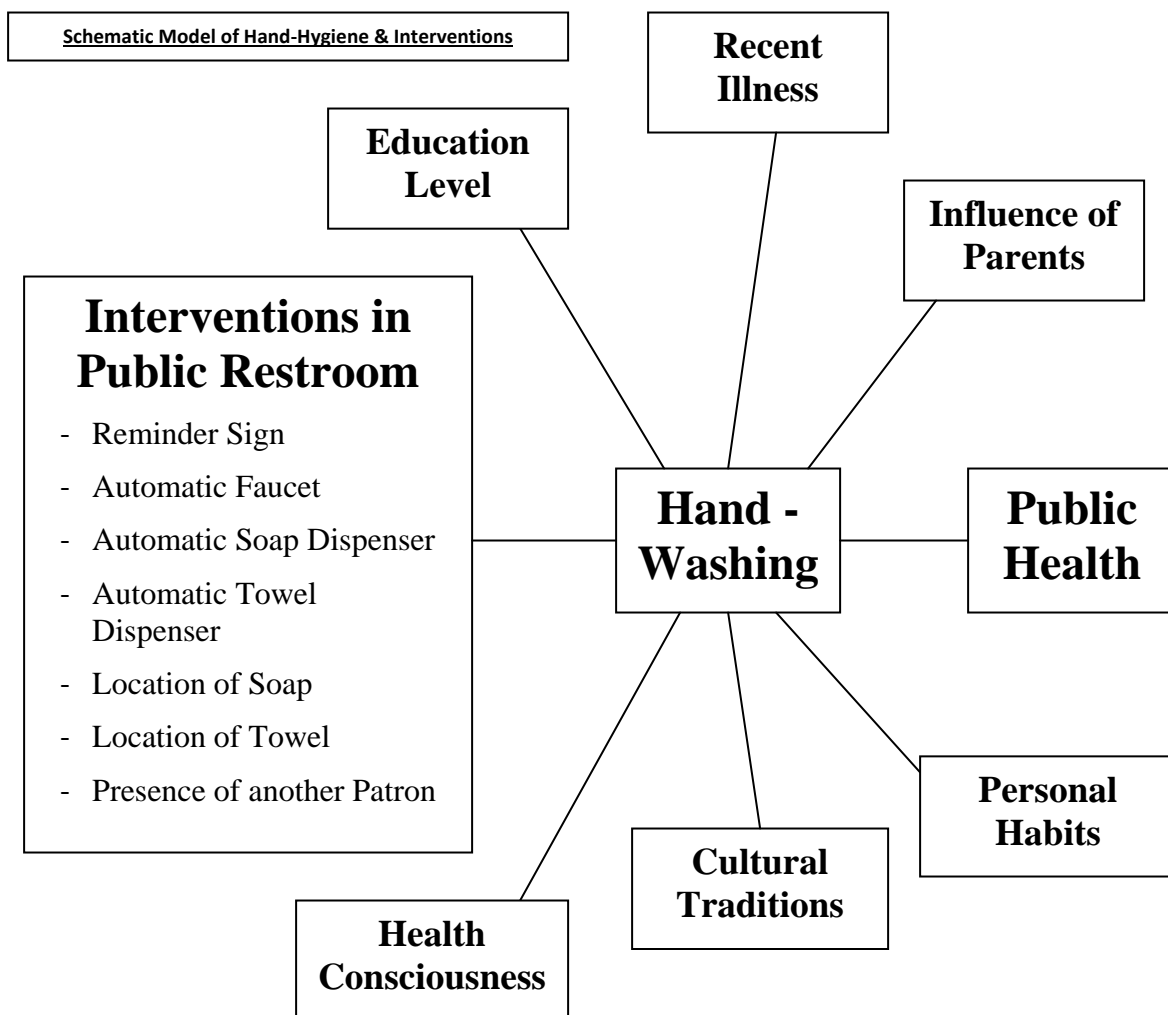 Schematic Model of Hand-Hygiene & Interventions
Recent
Illness
Education
Level
Influence of
Parents
Interventions in
Public Restroom
- Reminder Sign
- Automatic Faucet
- Automatic Soap Dispenser
- Automatic Towel
Dispenser
- Location of Soap
- Location of Towel
- Presence of another Patron
Hand -
Washing
Public
Health
Personal
Habits
Cultural
Traditions
Health
Consciousness